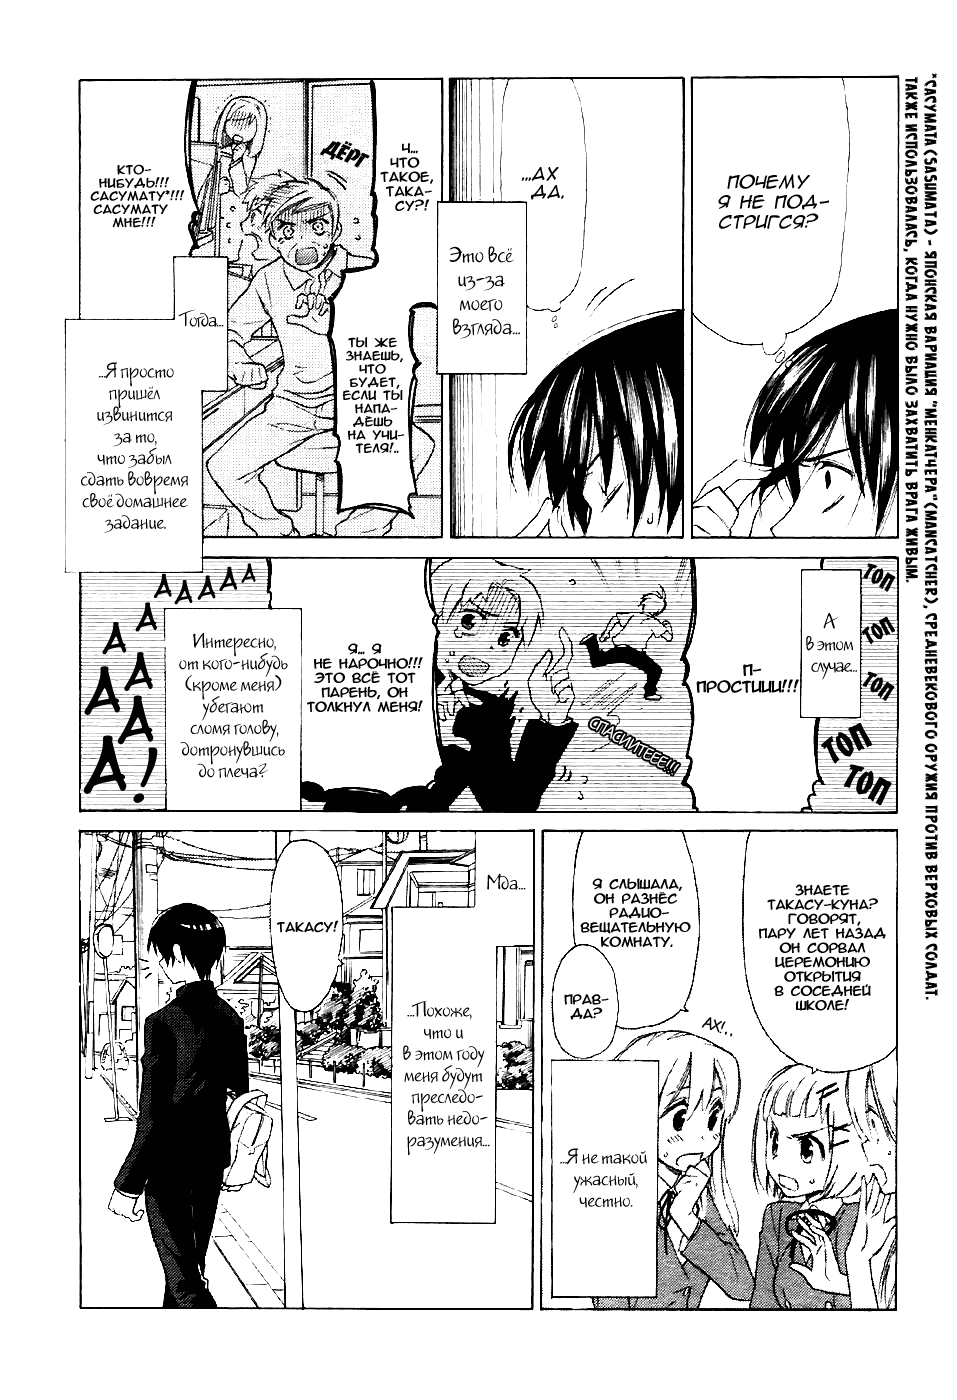 *САСУМАТА (SASUMATA) - ЯПОНСКАЯ ВАРИАЦИЯ "МЕНКАТЧЕРА" (MANCATCHER), СРЕДНЕВЕКОВОГО ОРУЖИЯ ПРОТИВ ВЕРХОВЫХ СОЛДАТ.
ТАКЖЕ ИСПОЛЬЗОВАЛАСЬ, КОГДА НУЖНО БЫЛО ЗАХВАТИТЬ ВРАГА ЖИВЫМ.
ПОЧЕМУ
Я НЕ ПОД-
СТРИГСЯ?
...АХ
ДА,
Это всё
из-за
моего
взгляда...
Ч...
ЧТО
ТАКОЕ,
ТАКА-
СУ?!
ДЁРГ
КТО-
НИБУДЬ!!!
САСУМАТУ*!!!
САСУМАТУ
МНЕ!!!
ТЫ ЖЕ
ЗНАЕШЬ,
ЧТО
БУДЕТ,
ЕСЛИ ТЫ
НАПА-
ДЁШЬ
НА УЧИ-
ТЕЛЯ!..
Тогда...
...Я просто
пришёл
извинится
за то,
что забыл
сдать вовремя
своё домашнее
задание.
ТОП
ТОП
ТОП
ТОП
ТОП
А
в этом
случае...
П-
ПРОСТИИИ!!!
СПАСИИТЕЕЕ!!!
Я... Я
НЕ НАРОЧНО!!!
ЭТО ВСЁ ТОТ
ПАРЕНЬ, ОН
ТОЛКНУЛ МЕНЯ!
Интересно,
от кого-нибудь
(кроме меня)
убегают
сломя голову,
дотронувшись
до плеча?
АААААААААА!
ЗНАЕТЕ
ТАКАСУ-КУНА?
ГОВОРЯТ,
ПАРУ ЛЕТ НАЗАД
ОН СОРВАЛ
ЦЕРЕМОНИЮ
ОТКРЫТИЯ
В СОСЕДНЕЙ
ШКОЛЕ!
Я СЛЫШАЛА,
ОН РАЗНЁС
РАДИО-
ВЕЩАТЕЛЬНУЮ
КОМНАТУ.
ПРАВ-
ДА?
АХ!..
...Я не такой
ужасный,
честно.
Мда...
...Похоже,
что и
в этом году
меня будут
преследо-
вать недо-
разумения...
ТАКАСУ!